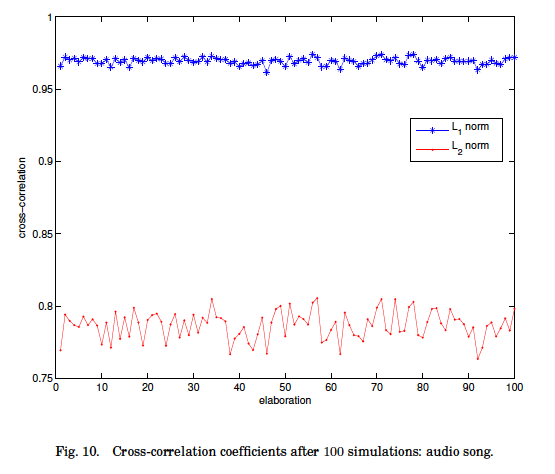 1
0.95
0.9
0.85
0.8
0.75
cross-correlation
L1 norm
L2 norm
0 10 20 30 40 50 60 70 80 90 100
elaboration
Fig. 10. Cross-correlation coefficients after 100 simulations: audio song.